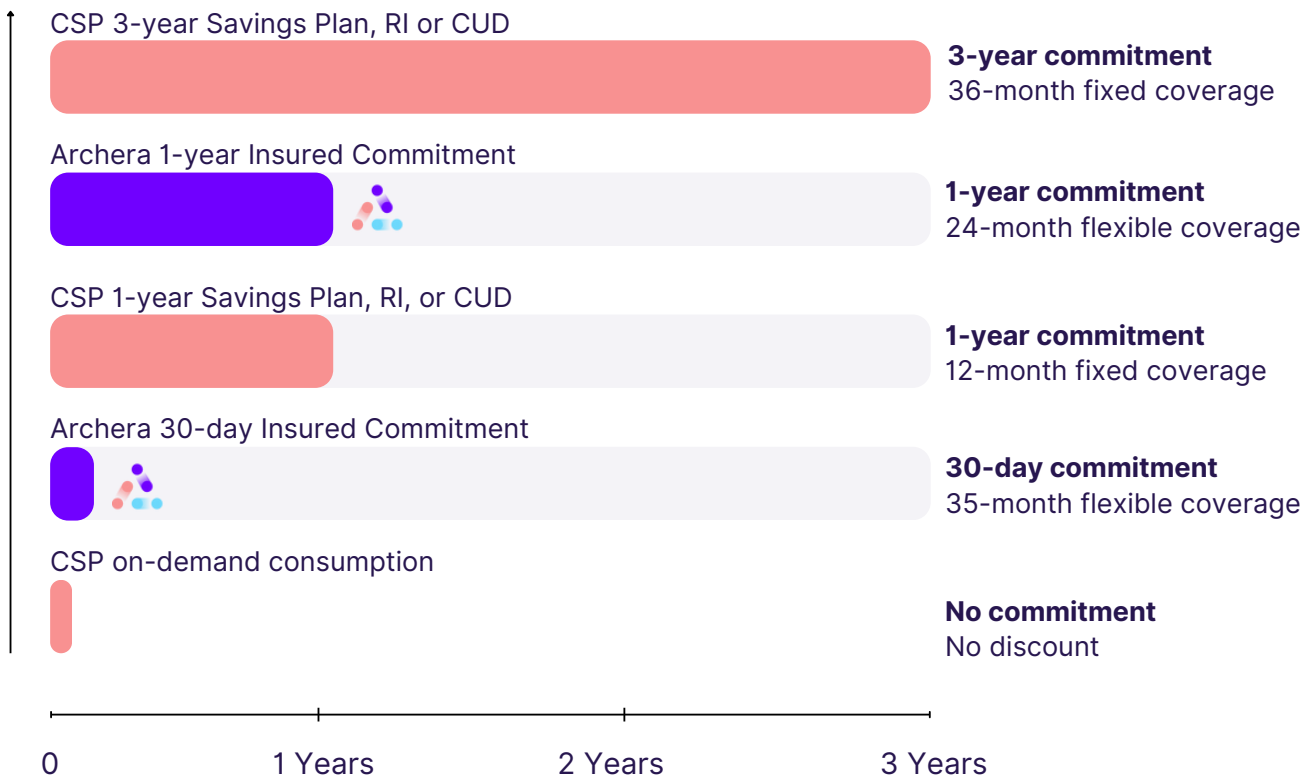 CSP 3-year Savings Plan, RI or CUD
3-year commitment
36-month fixed coverage
Archera 1-year Insured Commitment
1-year commitment
24-month flexible coverage
CSP 1-year Savings Plan, RI, or CUD
1-year commitment
12-month fixed coverage
Archera 30-day Insured Commitment
30-day commitment
35-month flexible coverage
CSP on-demand consumption
No commitment
No discount
0 1 Years 2 Years 3 Years